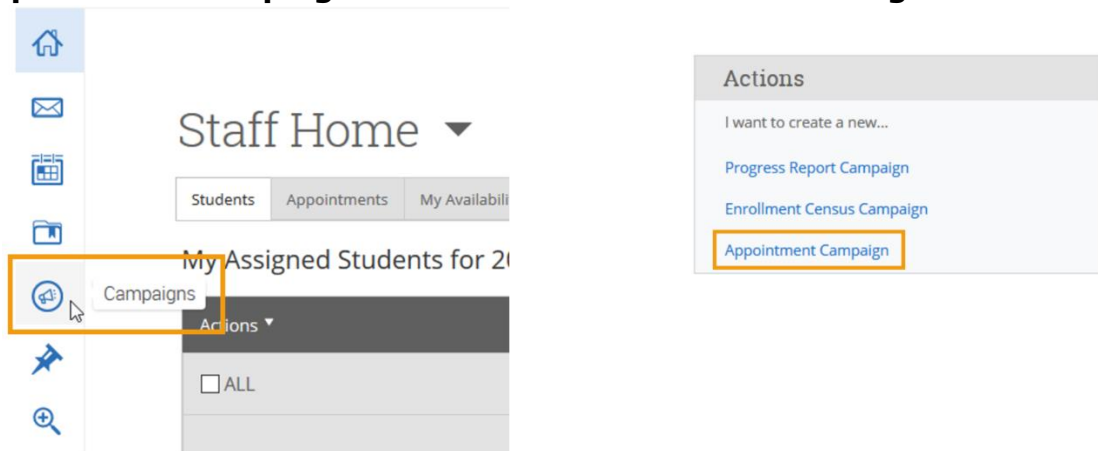 Staff Home
Students Appointments My Availabili
My Assigned Students for 20
Campaigns
Actions
ALL
Actions
I want to create a new...
Progress Report Campaign
Enrollment Census Campaign
Appointment Campaign